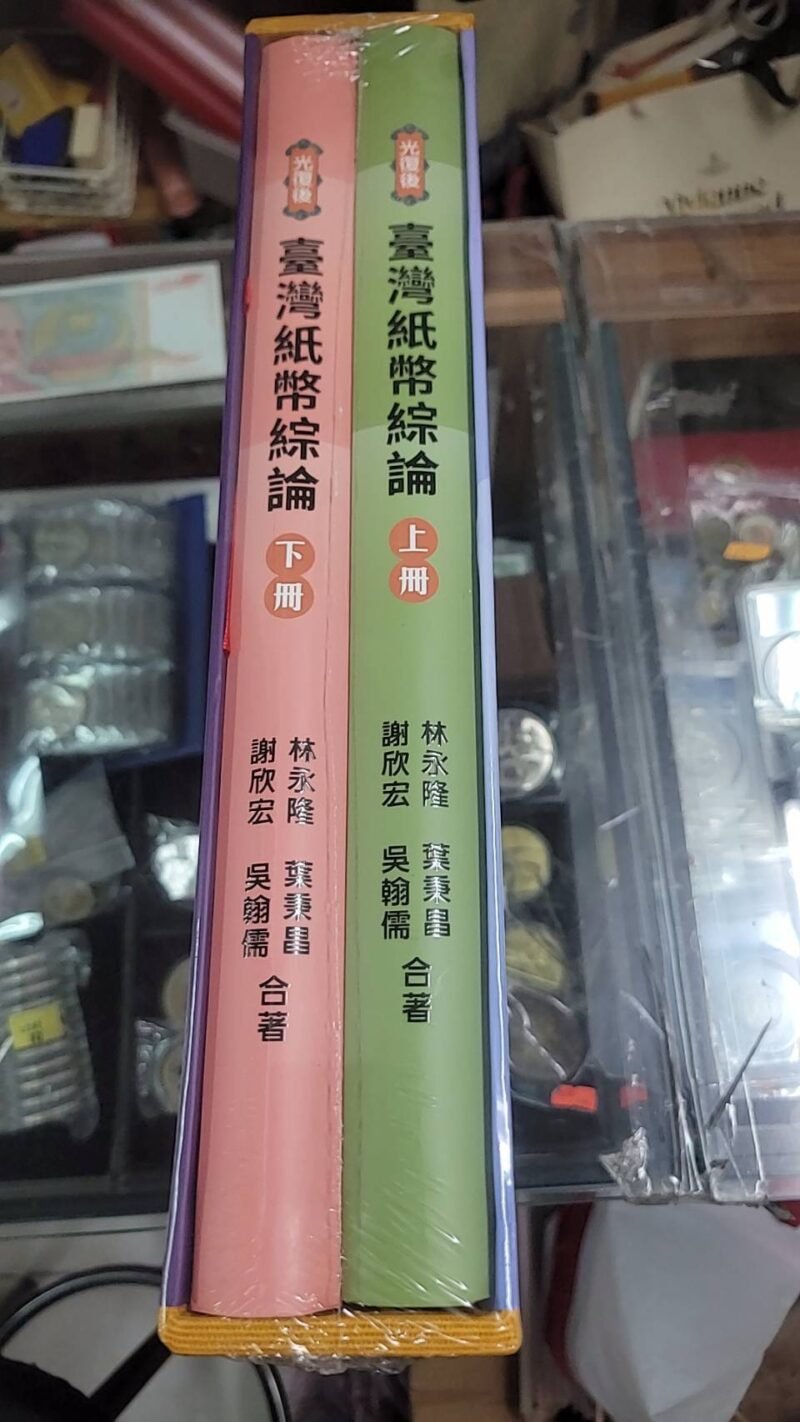 光復後
臺灣紙幣綜論
上冊
林永隆 葉秉昌
謝欣宏 吳翰儒
合著
光復後
臺灣紙幣綜論
下冊
林永隆 葉秉昌
謝欣宏 吳翰儒
合著